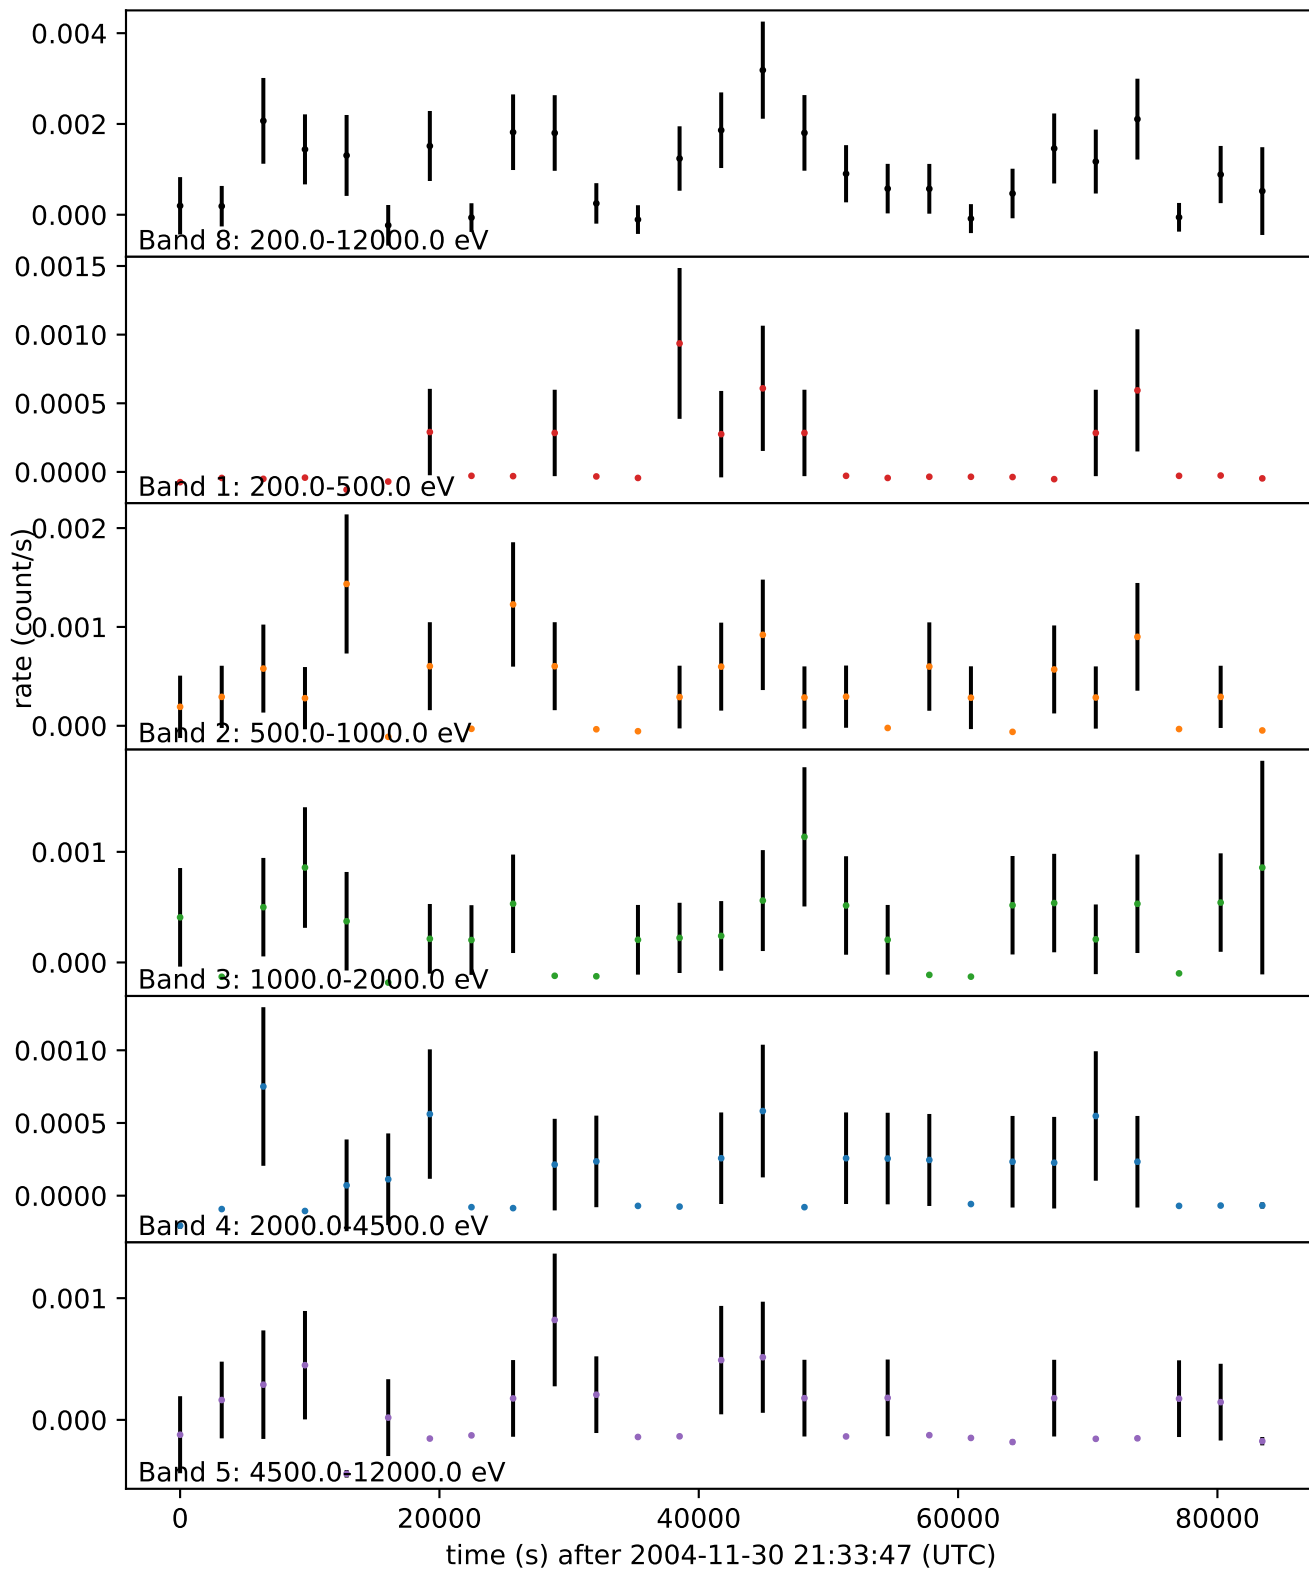 0.004
0.002
0.000
Band 8: 200.0-12000.0 eV
0.0015
0.0010
0.0005
0.0000
Band 1: 200.0-500.0 eV
rate (count/s)
0.002
0.001
0.000
Band 2: 500.0-1000.0 eV
0.001
0.000
Band 3: 1000.0-2000.0 eV
0.0010
0.0005
0.0000
Band 4: 2000.0-4500.0 eV
0.001
0.000
Band 5: 4500.0-12000.0 eV
0 20000 40000 60000 80000
time (s) after 2004-11-30 21:33:47 (UTC)